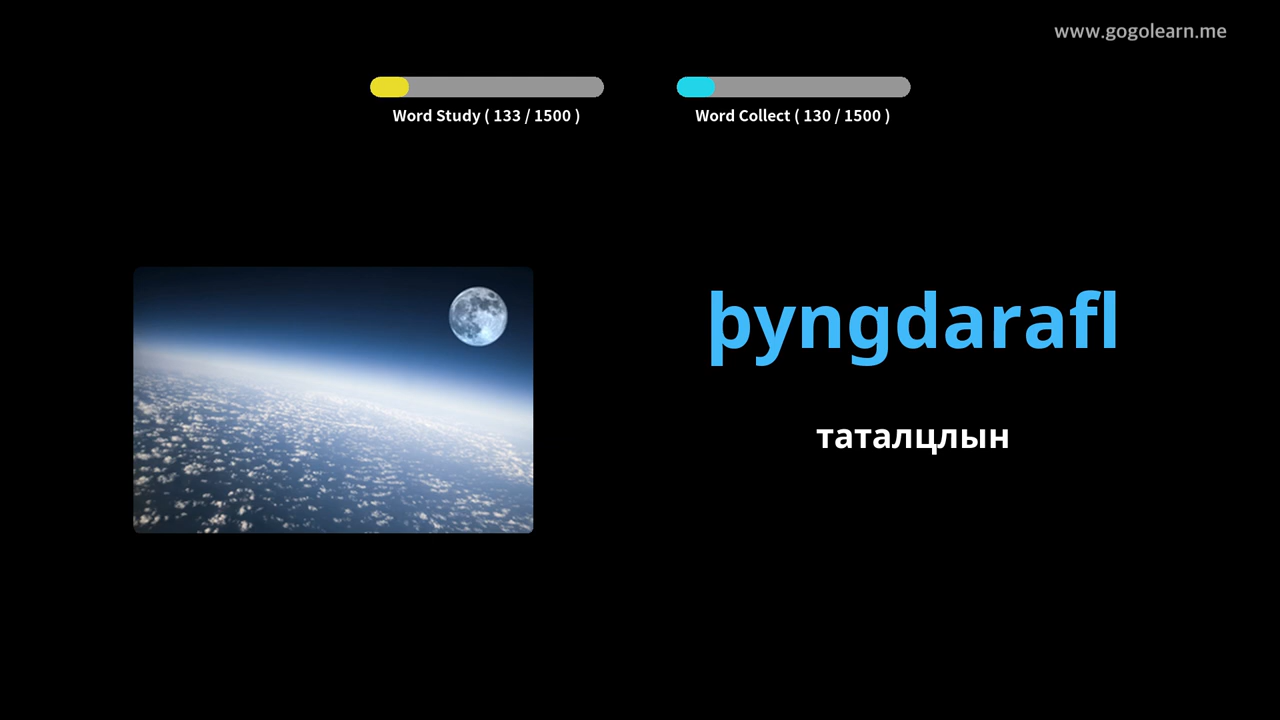 www.gogolearn.me
Word Study ( 133 / 1500 )
Word Collect ( 130 / 1500 )
þyngdarafl
таталцлын